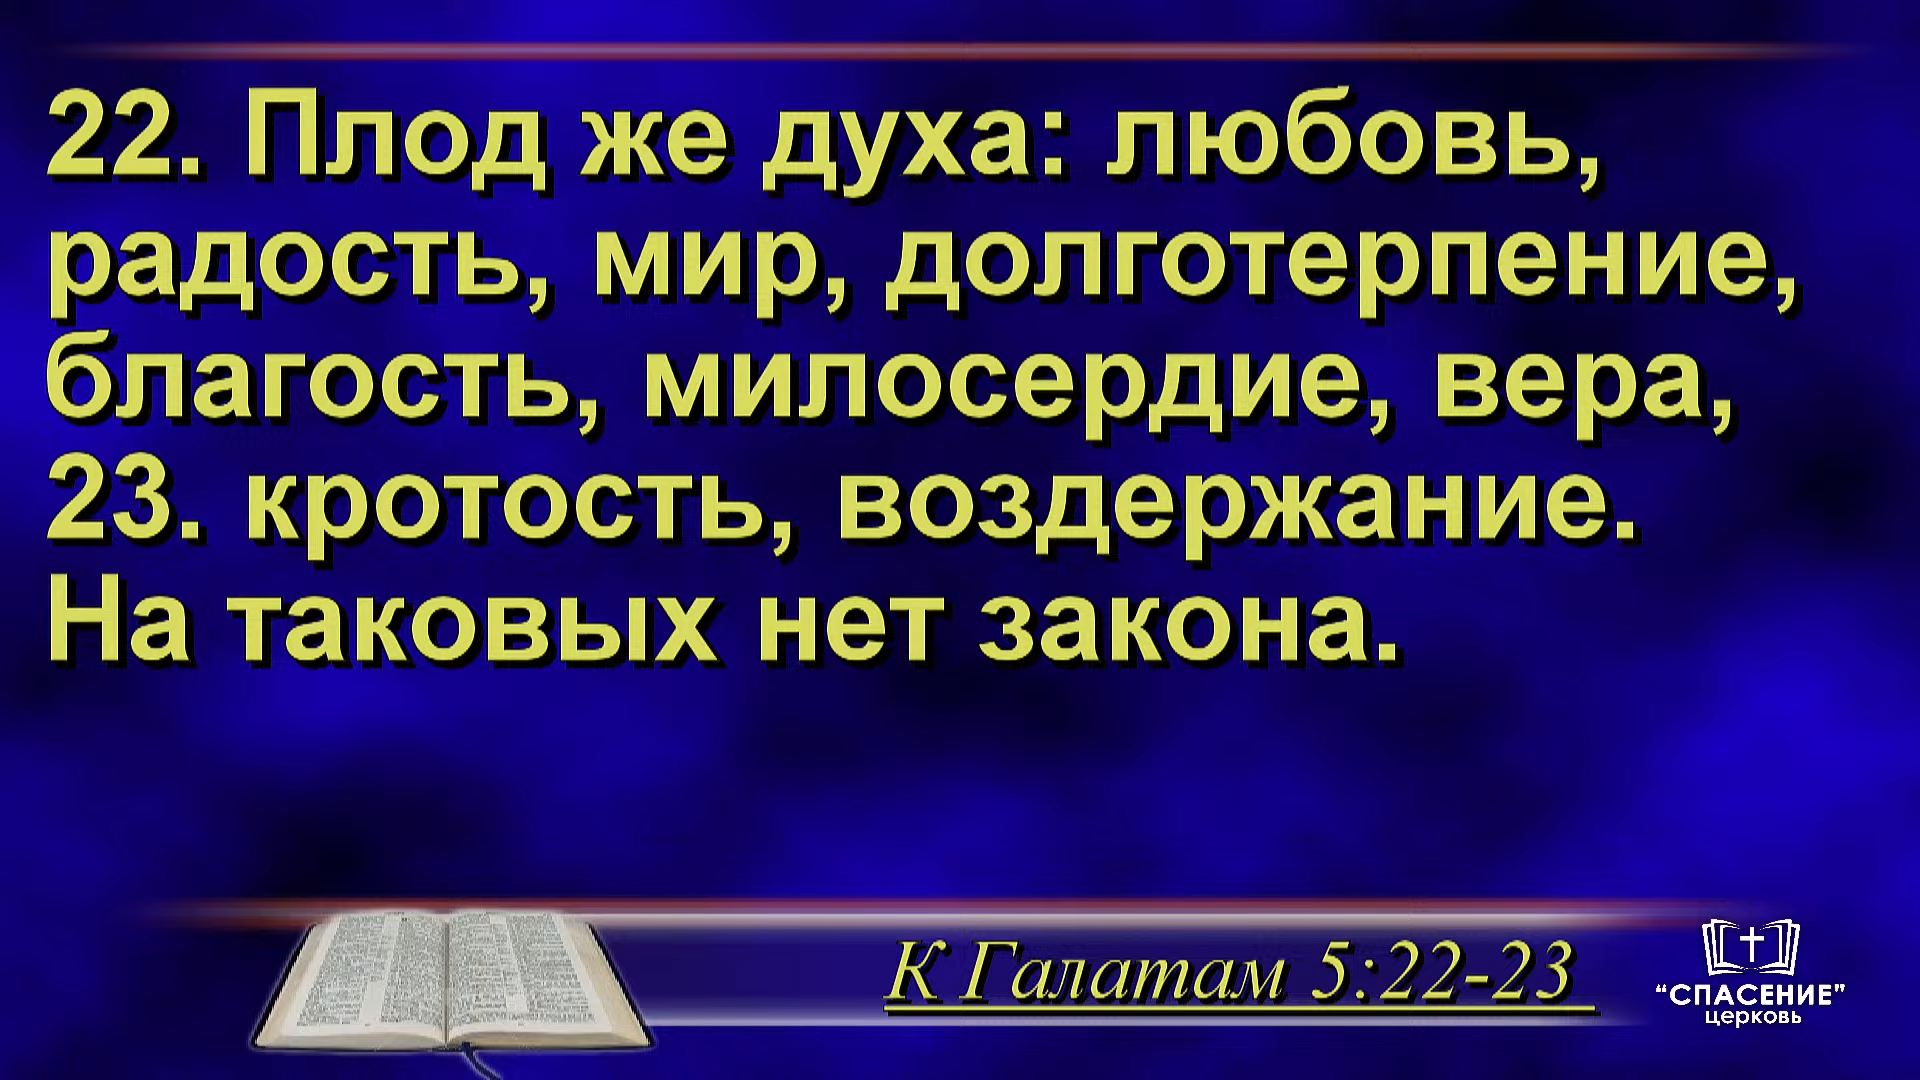 22. Плод же духа: любовь,
радость, мир, долготерпение,
благость, милосердие, вера,
23. кротость, воздержание.
На таковых нет закона.
К Галатам 5:22-23
“СПАСЕНИЕ”
церковь